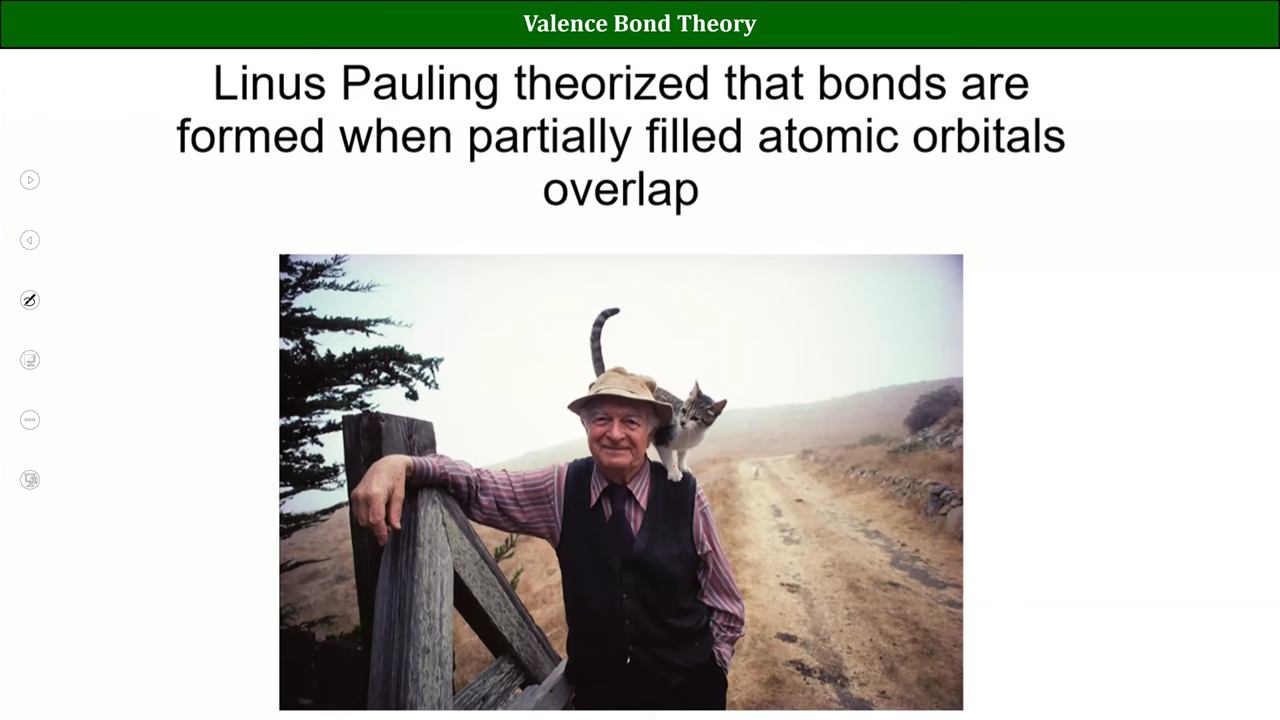 Valence Bond Theory
Linus Pauling theorized that bonds are
formed when partially filled atomic orbitals
overlap